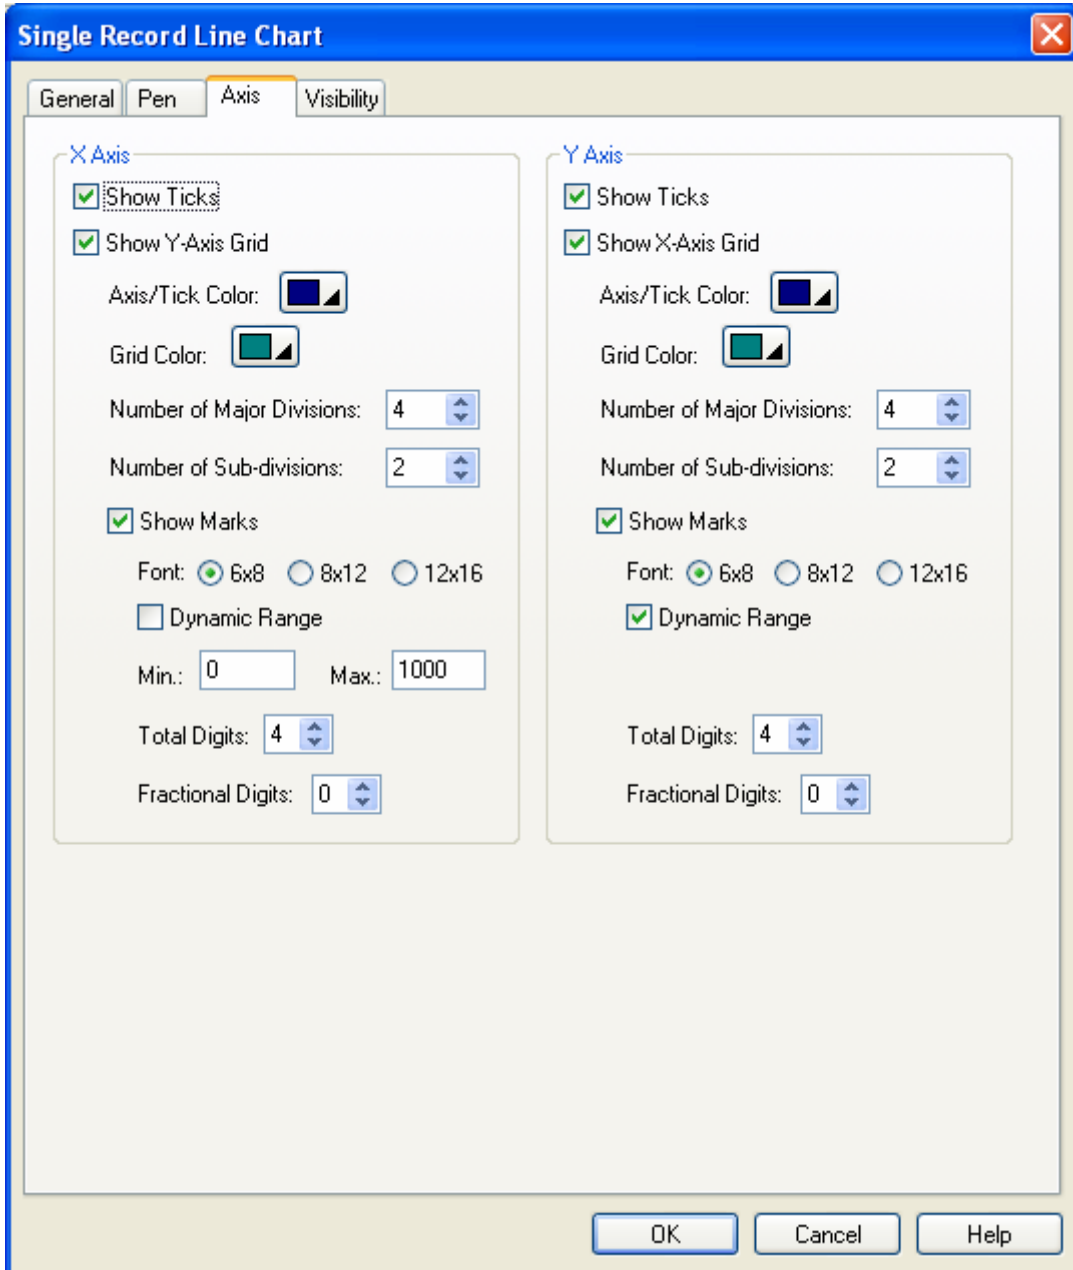 Single Record Line Chart
General Pen Axis Visibility
X Axis
Show Ticks
Show Y-Axis Grid
Axis/Tick Color:
Grid Color:
Number of Major Divisions: 4
Number of Sub-divisions: 2
Show Marks
Font: 6x8 8x12 12x16
Dynamic Range
Min.: 0 Max.: 1000
Total Digits: 4
Fractional Digits: 0
Y Axis
Show Ticks
Show X-Axis Grid
Axis/Tick Color:
Grid Color:
Number of Major Divisions: 4
Number of Sub-divisions: 2
Show Marks
Font: 6x8 8x12 12x16
Dynamic Range
Total Digits: 4
Fractional Digits: 0
OK Cancel Help